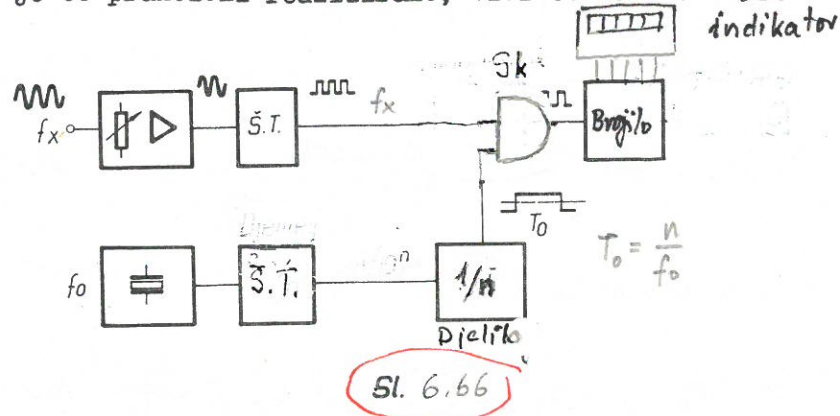 indikator
Sk
fx
fx
Š.T.
Brojilo
T₀
T₀ = n/f₀
f₀
Š.T.
1/n
Djelilo
Sl. 6.66